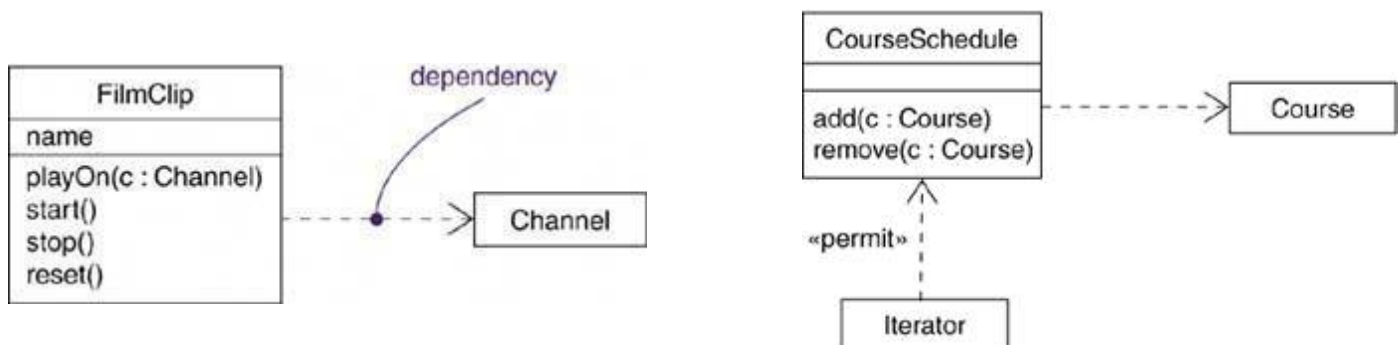 dependency
FilmClip
name
playOn(c : Channel)
start()
stop()
reset()
Channel
CourseSchedule
add(c : Course)
remove(c : Course)
Course
«permit»
Iterator